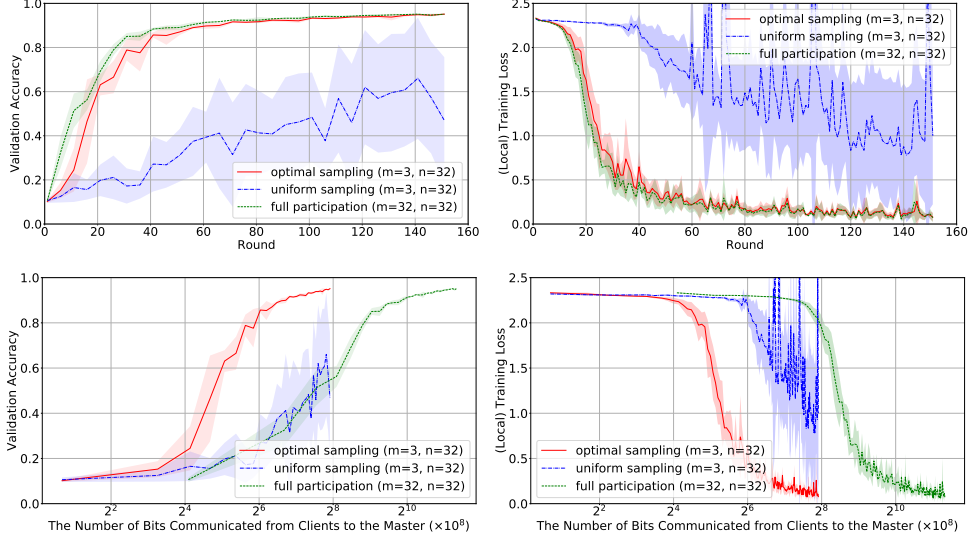 1.0
0.8
0.6
0.4
0.2
0.0
Validation Accuracy
optimal sampling (m=3, n=32)
uniform sampling (m=3, n=32)
full participation (m=32, n=32)
0 20 40 60 80 100 120 140 160
Round
2.5
2.0
1.5
1.0
0.5
0.0
(Local) Training Loss
optimal sampling (m=3, n=32)
uniform sampling (m=3, n=32)
full participation (m=32, n=32)
0 20 40 60 80 100 120 140 160
Round
1.0
0.8
0.6
0.4
0.2
0.0
Validation Accuracy
optimal sampling (m=3, n=32)
uniform sampling (m=3, n=32)
full participation (m=32, n=32)
2^2 2^4 2^6 2^8 2^10
The Number of Bits Communicated from Clients to the Master (×10^8)
2.5
2.0
1.5
1.0
0.5
0.0
(Local) Training Loss
optimal sampling (m=3, n=32)
uniform sampling (m=3, n=32)
full participation (m=32, n=32)
2^2 2^4 2^6 2^8 2^10
The Number of Bits Communicated from Clients to the Master (×10^8)